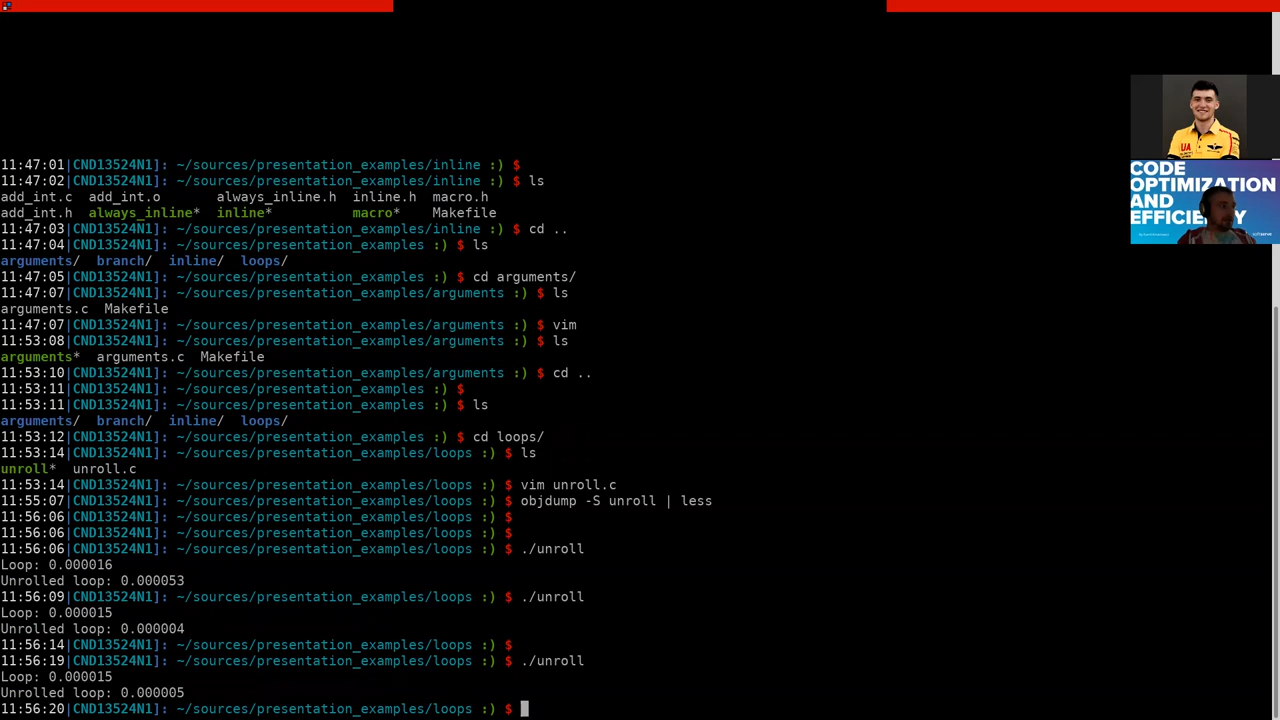 11:47:01|CND13524N1]: ~/sources/presentation_examples/inline :) $
11:47:02|CND13524N1]: ~/sources/presentation_examples/inline :) $ ls
add_int.c  add_int.o       always_inline.h  inline.h  macro.h
add_int.h  always_inline*  inline*          macro*    Makefile
11:47:03|CND13524N1]: ~/sources/presentation_examples/inline :) $ cd ..
11:47:04|CND13524N1]: ~/sources/presentation_examples :) $ ls
arguments/  branch/  inline/  loops/
11:47:05|CND13524N1]: ~/sources/presentation_examples :) $ cd arguments/
11:47:07|CND13524N1]: ~/sources/presentation_examples/arguments :) $ ls
arguments.c  Makefile
11:47:07|CND13524N1]: ~/sources/presentation_examples/arguments :) $ vim
11:53:08|CND13524N1]: ~/sources/presentation_examples/arguments :) $ ls
arguments*  arguments.c  Makefile
11:53:10|CND13524N1]: ~/sources/presentation_examples/arguments :) $ cd ..
11:53:11|CND13524N1]: ~/sources/presentation_examples :) $
11:53:11|CND13524N1]: ~/sources/presentation_examples :) $ ls
arguments/  branch/  inline/  loops/
11:53:12|CND13524N1]: ~/sources/presentation_examples :) $ cd loops/
11:53:14|CND13524N1]: ~/sources/presentation_examples/loops :) $ ls
unroll*  unroll.c
11:53:14|CND13524N1]: ~/sources/presentation_examples/loops :) $ vim unroll.c
11:55:07|CND13524N1]: ~/sources/presentation_examples/loops :) $ objdump -S unroll | less
11:56:06|CND13524N1]: ~/sources/presentation_examples/loops :) $
11:56:06|CND13524N1]: ~/sources/presentation_examples/loops :) $
11:56:06|CND13524N1]: ~/sources/presentation_examples/loops :) $ ./unroll
Loop: 0.000016
Unrolled loop: 0.000053
11:56:09|CND13524N1]: ~/sources/presentation_examples/loops :) $ ./unroll
Loop: 0.000015
Unrolled loop: 0.000004
11:56:14|CND13524N1]: ~/sources/presentation_examples/loops :) $
11:56:19|CND13524N1]: ~/sources/presentation_examples/loops :) $ ./unroll
Loop: 0.000015
Unrolled loop: 0.000005
11:56:20|CND13524N1]: ~/sources/presentation_examples/loops :) $
UA
CODE
OPTIMIZATION
AND